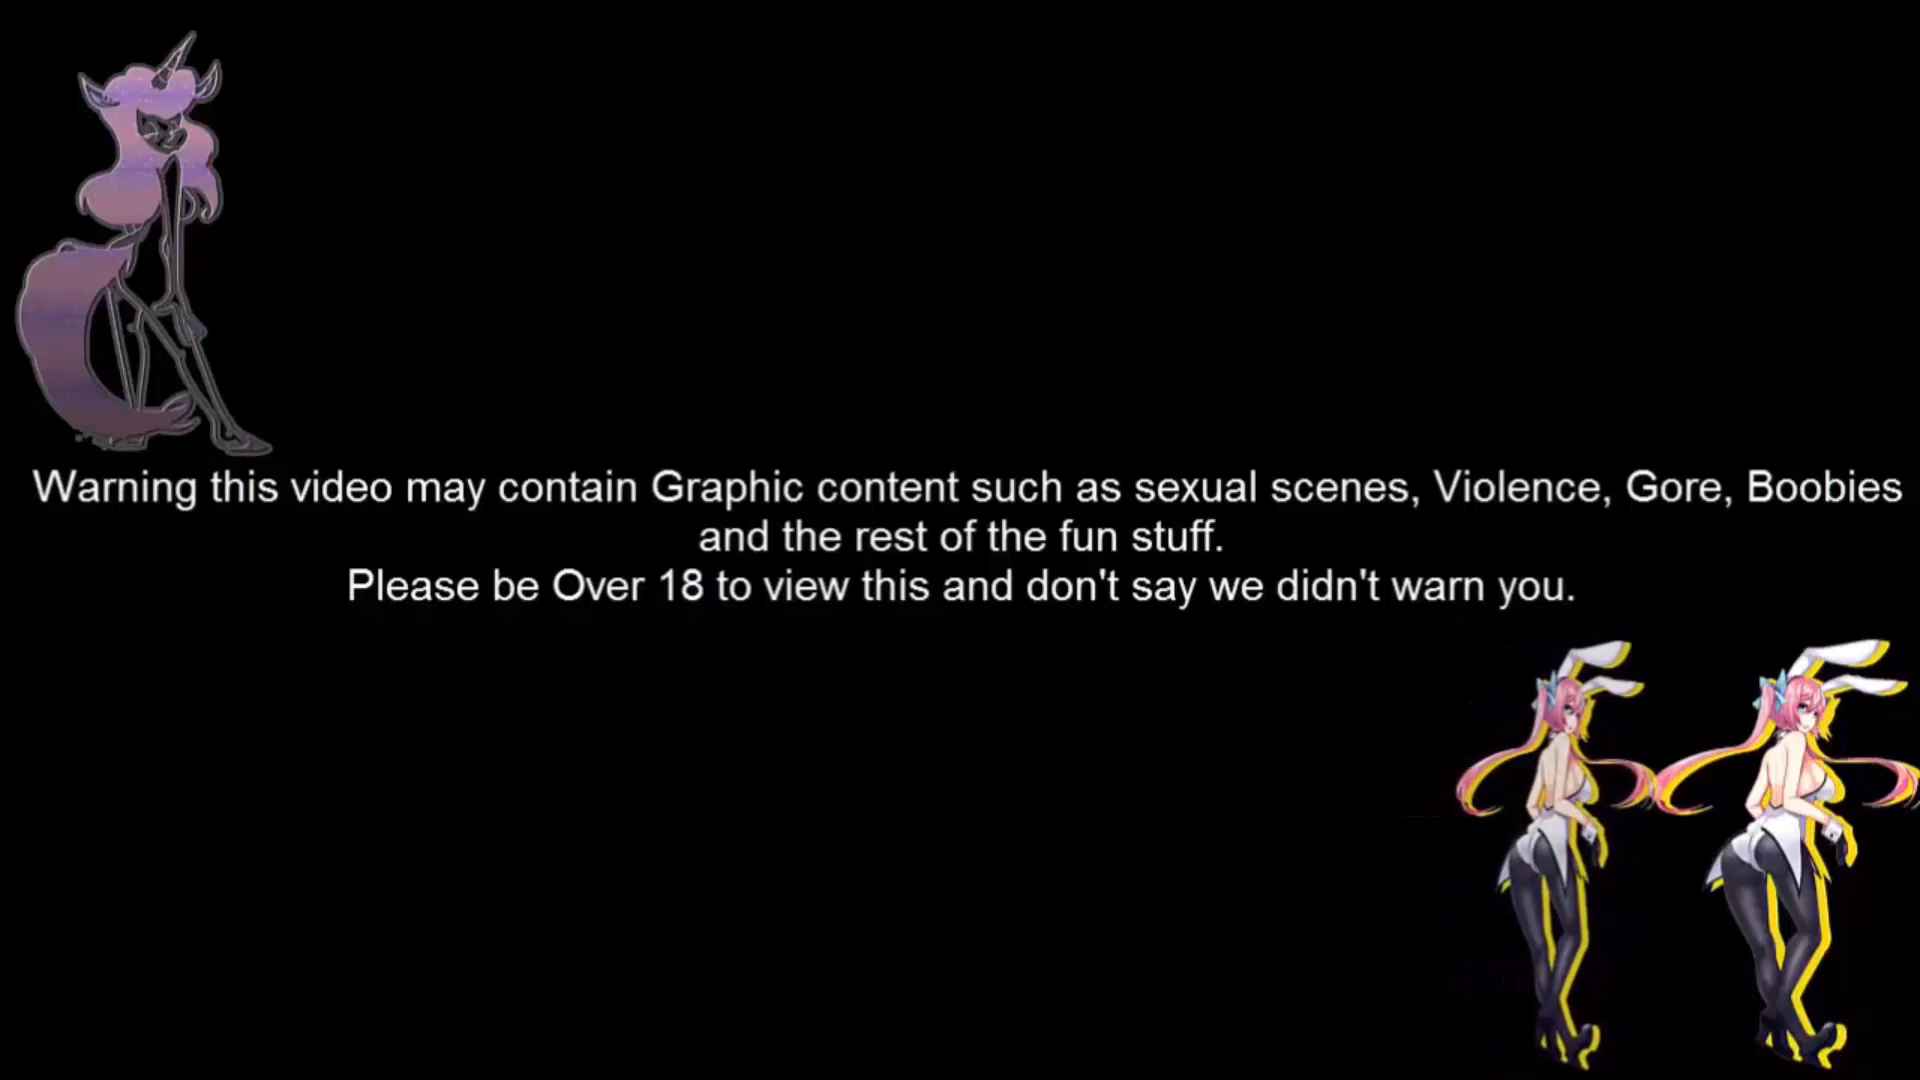 Warning this video may contain Graphic content such as sexual scenes, Violence, Gore, Boobies
and the rest of the fun stuff.
Please be Over 18 to view this and don't say we didn't warn you.